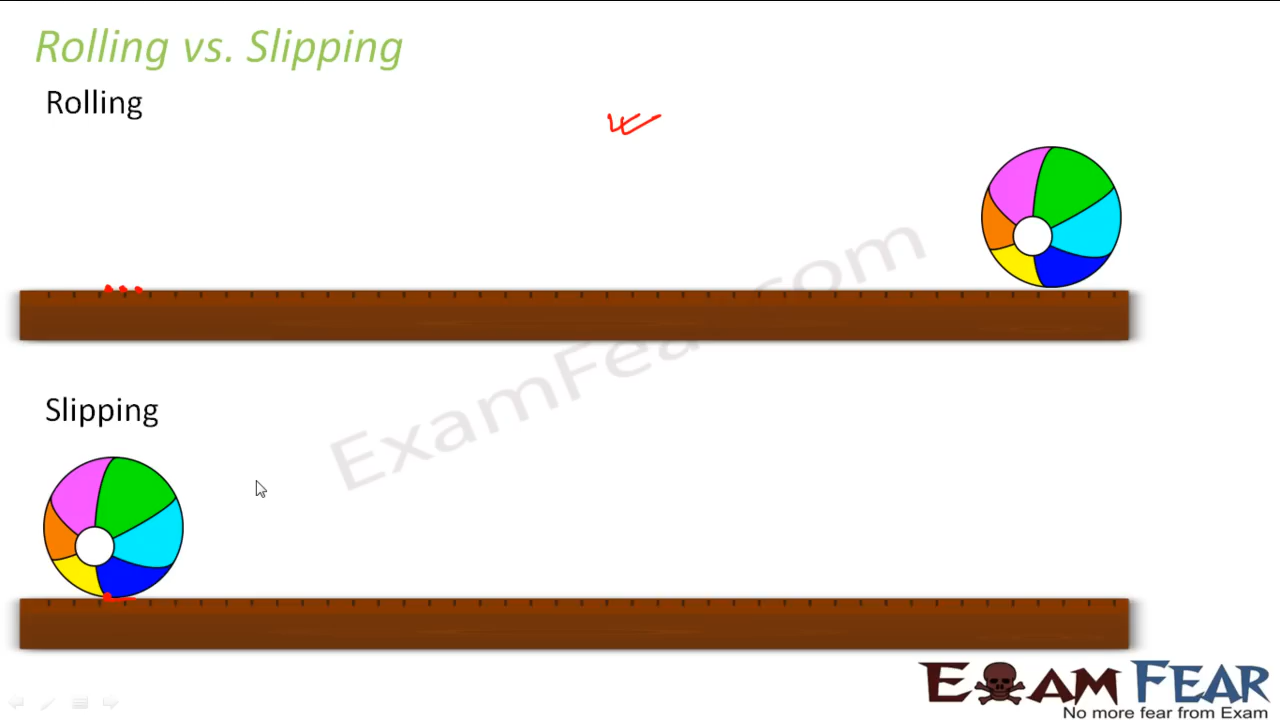 Rolling vs. Slipping
Rolling
ExamFear.com
Slipping
EXAM FEAR
No more fear from Exam